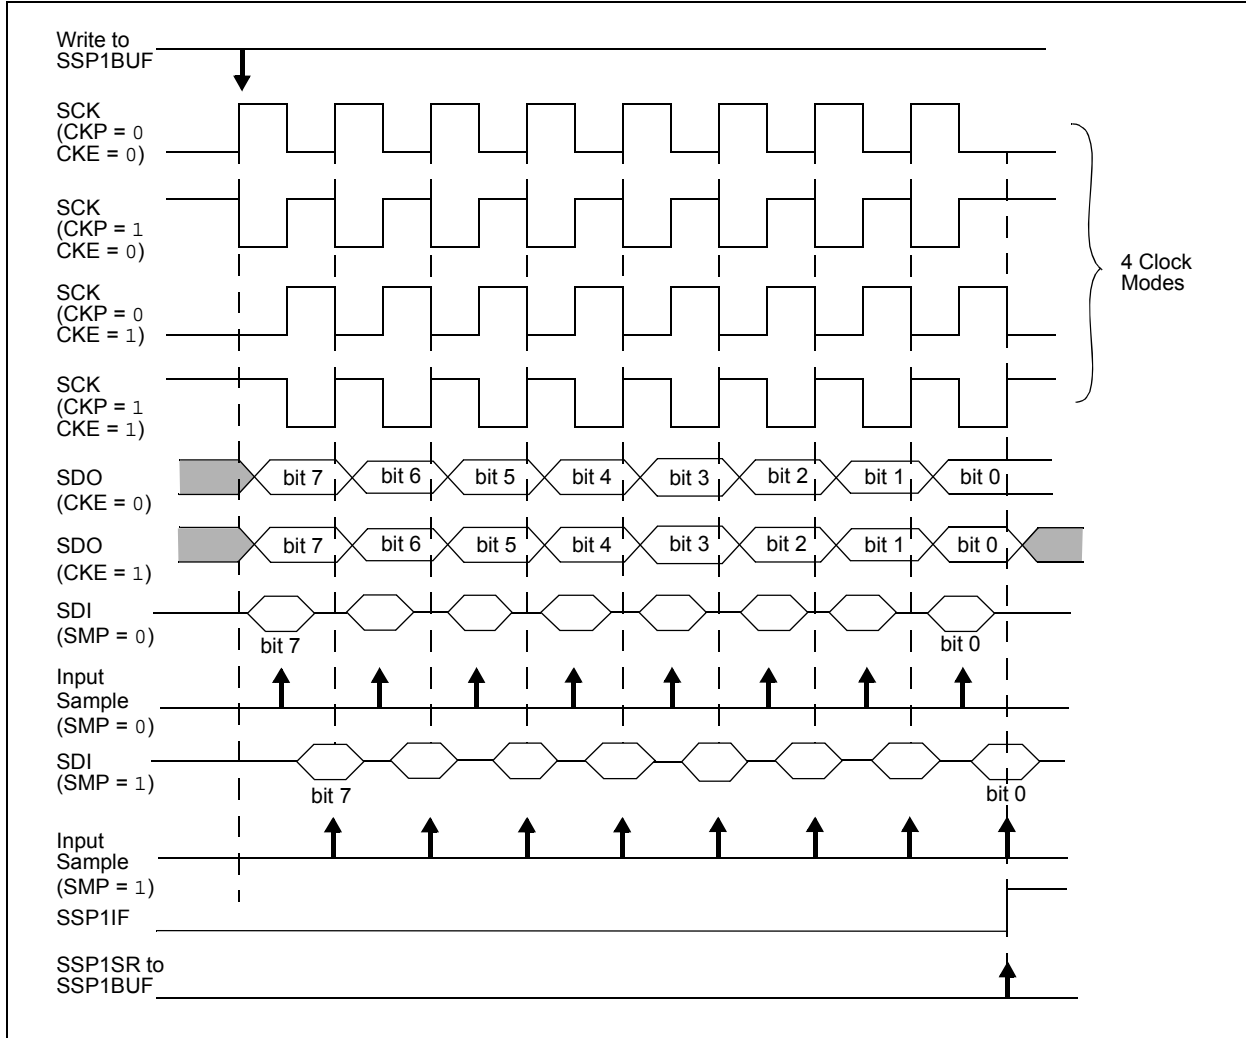 Write to
SSP1BUF
SCK
(CKP = 0
CKE = 0)
SCK
(CKP = 1
CKE = 0)
SCK
(CKP = 0
CKE = 1)
SCK
(CKP = 1
CKE = 1)
4 Clock
Modes
SDO
(CKE = 0)
bit 7 bit 6 bit 5 bit 4 bit 3 bit 2 bit 1 bit 0
SDO
(CKE = 1)
bit 7 bit 6 bit 5 bit 4 bit 3 bit 2 bit 1 bit 0
SDI
(SMP = 0)
bit 7 bit 0
Input
Sample
(SMP = 0)
SDI
(SMP = 1)
bit 7 bit 0
Input
Sample
(SMP = 1)
SSP1IF
SSP1SR to
SSP1BUF